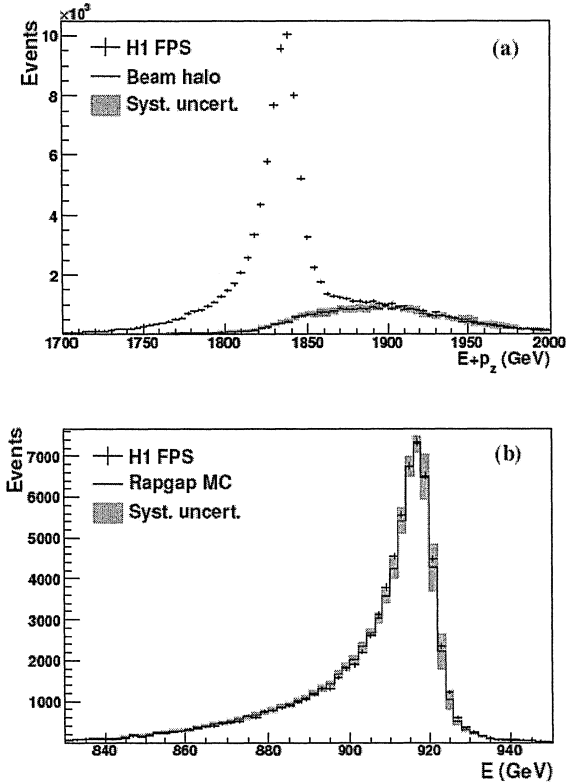 ×10³
Events
10
8
6
4
2
H1 FPS
Beam halo
Syst. uncert.
(a)
1700 1750 1800 1850 1900 1950 2000
E+p_z (GeV)
Events
7000
6000
5000
4000
3000
2000
1000
H1 FPS
Rapgap MC
Syst. uncert.
(b)
840 860 880 900 920 940
E (GeV)